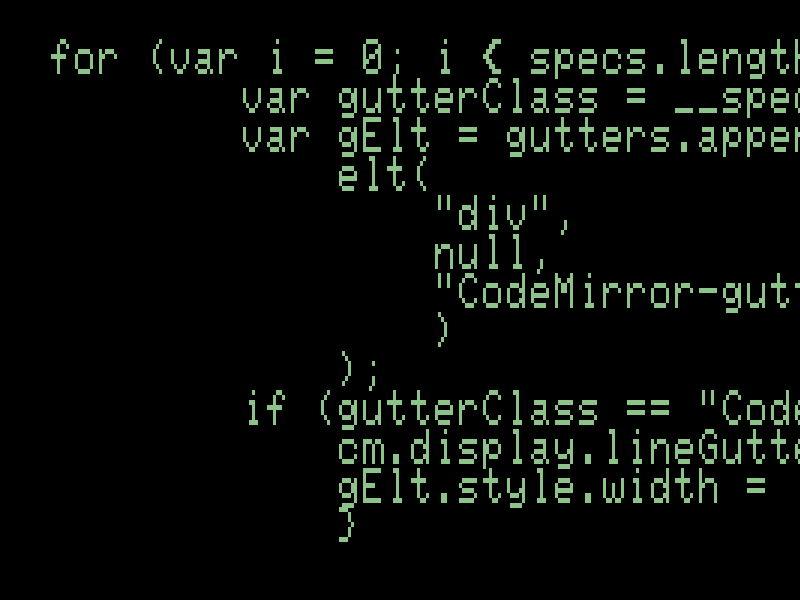 for (var i = 0; i { specs.length
var gutterClass = __spec
var gElt = gutters.appen
elt(
"div",
null,
"CodeMirror-gutt
)
);
if (gutterClass == "Code
cm.display.lineGutte
gElt.style.width =
}